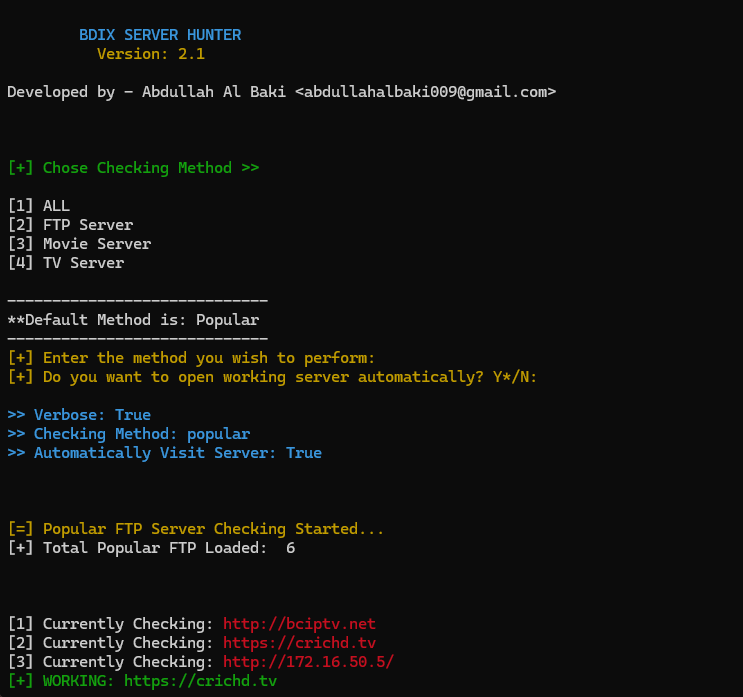 BDIX SERVER HUNTER
Version: 2.1
Developed by - Abdullah Al Baki <abdullahalbaki009@gmail.com>
[+] Chose Checking Method >>
[1] ALL
[2] FTP Server
[3] Movie Server
[4] TV Server
-----------------------------
**Default Method is: Popular
-----------------------------
[+] Enter the method you wish to perform:
[+] Do you want to open working server automatically? Y*/N:
>> Verbose: True
>> Checking Method: popular
>> Automatically Visit Server: True
[=] Popular FTP Server Checking Started...
[+] Total Popular FTP Loaded:  6
[1] Currently Checking: http://bciptv.net
[2] Currently Checking: https://crichd.tv
[3] Currently Checking: http://172.16.50.5/
[+] WORKING: https://crichd.tv